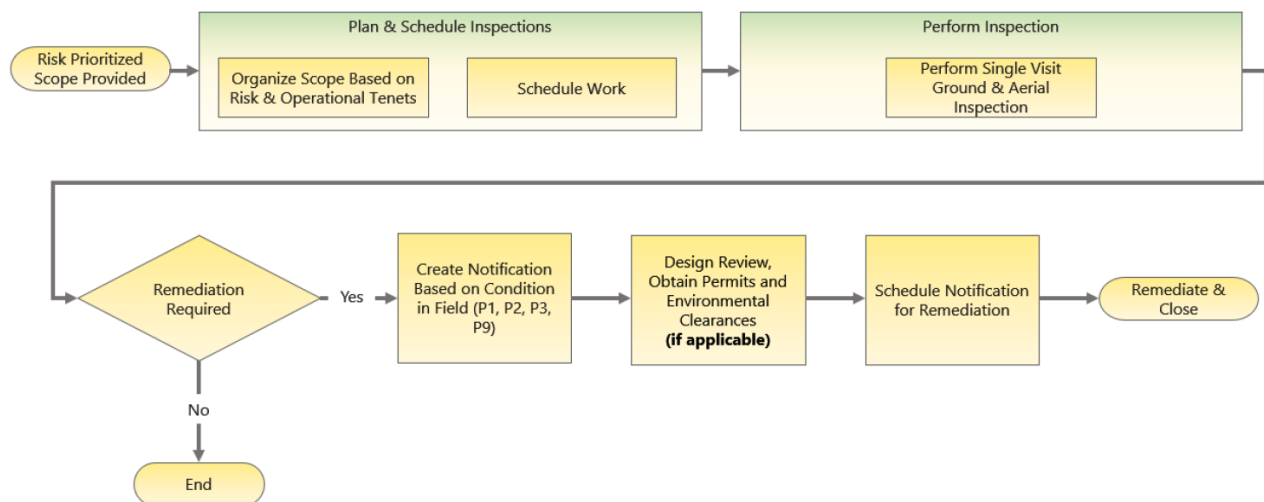 Plan & Schedule Inspections
Perform Inspection
Risk Prioritized
Scope Provided
Organize Scope Based on
Risk & Operational Tenets
Schedule Work
Perform Single Visit
Ground & Aerial
Inspection
Remediation
Required
Yes
Create Notification
Based on Condition
in Field (P1, P2, P3,
P9)
Design Review,
Obtain Permits and
Environmental
Clearances
(if applicable)
Schedule Notification
for Remediation
Remediate &
Close
No
End